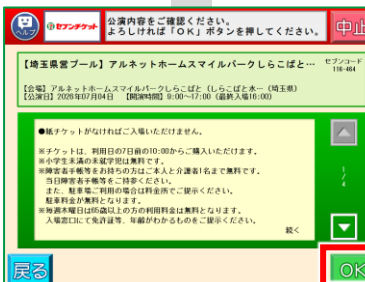 ヘルプ
セブンチケット
公演内容をご確認ください。
よろしければ「OK」ボタンを押してください。
中止
【埼玉県営プール】アルネットホームスマイルパークしらこばと…
セブンコード
116-464
【会場】アルネットホームスマイルパークしらこばと（しらこばと水…（埼玉県）
【公演日】2026年07月04日 【開演時間】9:00～17:00（最終入場16:00）
●紙チケットがなければご入場いただけません。
※チケットは、利用日の7日前の10:00からご購入いただけます。
※小学生未満の未就学児は無料です。
※障害者手帳等をお持ちの方はご本人と介護者1名まで無料です。
当日障害者手帳等をご持参ください。
また、駐車場ご利用の場合は料金所でご提示ください。
駐車料金が無料となります。
※毎週木曜日は65歳以上の方の利用料金は無料となります。
入場窓口にて免許証等、年齢がわかるものをご提示ください。
続く
1/4
戻る
OK